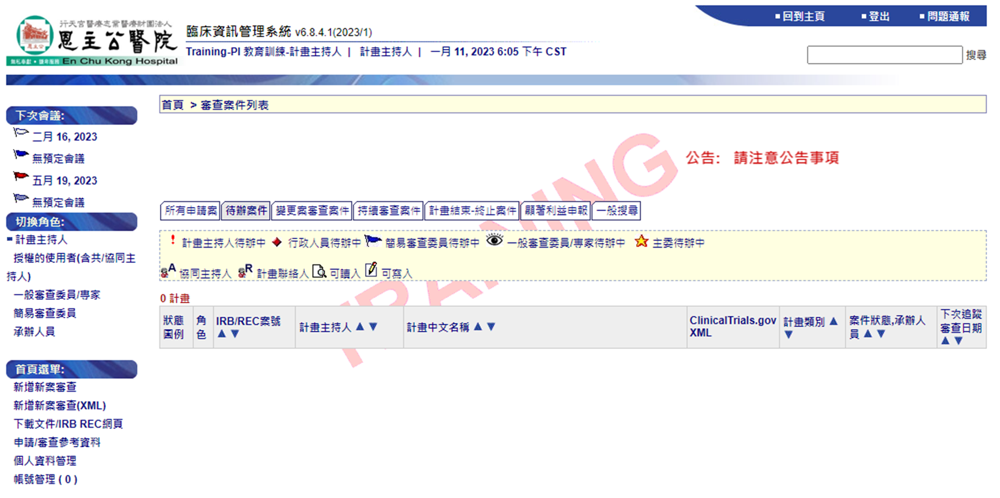 回到主頁 登出 問題通報
行天宮醫療志業醫療財團法人
恩主公醫院
En Chu Kong Hospital
臨床資訊管理系統 v6.8.4.1(2023/1)
Training-PI 教育訓練-計畫主持人 | 計畫主持人 | 一月 11, 2023 6:05 下午 CST
搜尋
首頁 > 審查案件列表
下次會議:
二月 16, 2023
無預定會議
五月 19, 2023
無預定會議
切換角色:
計畫主持人
授權的使用者(含共/協同主
持人)
一般審查委員/專家
簡易審查委員
承辦人員
首頁選單:
新增新案審查
新增新案審查(XML)
下載文件/IRB REC網頁
申請/審查參考資料
個人資料管理
帳號管理 ( 0 )
公告: 請注意公告事項
TRAINING
所有申請案 待辦案件 變更案審查案件 持續審查案件 計畫結束-終止案件 顯著利益申報 一般搜尋
計畫主持人待辦中 行政人員待辦中 簡易審查委員待辦中 一般審查委員/專家待辦中 主委待辦中
A 協同主持人 R 計畫聯絡人 可讀入 可寫入
0 計畫
狀態
圖例
角
色
IRB/REC案號
▲ ▼
計畫主持人 ▲ ▼
計畫中文名稱 ▲ ▼
ClinicalTrials.gov
XML
計畫類別 ▲
▼
案件狀態,承辦人
員 ▲ ▼
下次追蹤
審查日期
▲ ▼